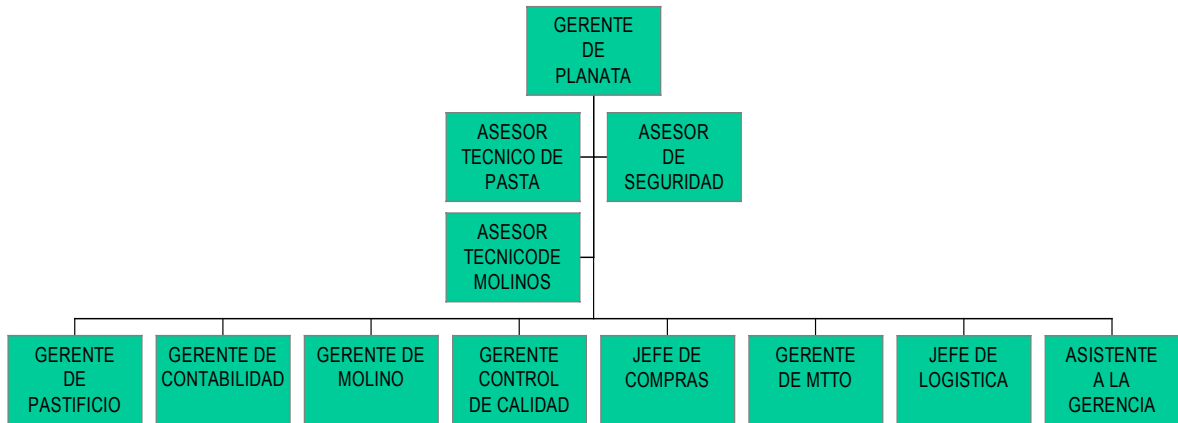 GERENTE
DE
PLANATA
ASESOR
TECNICO DE
PASTA
ASESOR
DE
SEGURIDAD
ASESOR
TECNICODE
MOLINOS
GERENTE
DE
PASTIFICIO
GERENTE DE
CONTABILIDAD
GERENTE DE
MOLINO
GERENTE
CONTROL
DE CALIDAD
JEFE DE
COMPRAS
GERENTE
DE MTTO
JEFE DE
LOGISTICA
ASISTENTE
A LA
GERENCIA